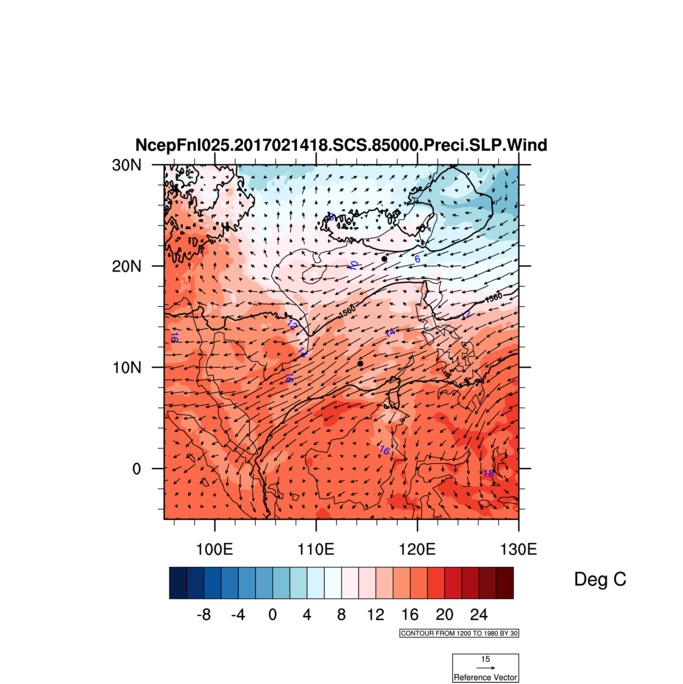 NcepFnl025.2017021418.SCS.85000.Preci.SLP.Wind
30N
20N
10N
0
10
6
1560
1560
12
12
14
16
16
16
18
100E 110E 120E 130E
-8 -4 0 4 8 12 16 20 24
Deg C
CONTOUR FROM 1200 TO 1980 BY 30
15
Reference Vector